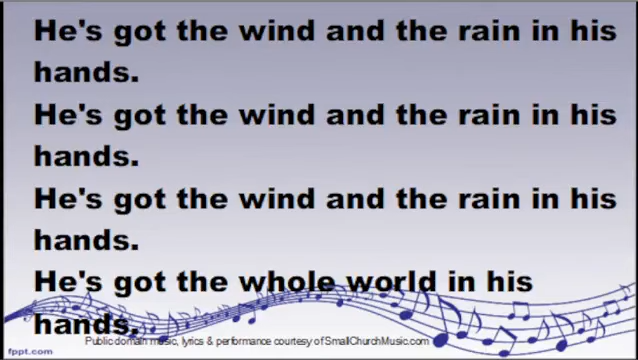 He's got the wind and the rain in his
hands.
He's got the wind and the rain in his
hands.
He's got the wind and the rain in his
hands.
He's got the whole world in his
hands.
Public domain music, lyrics & performance courtesy of SmallChurchMusic.com
fppt.com